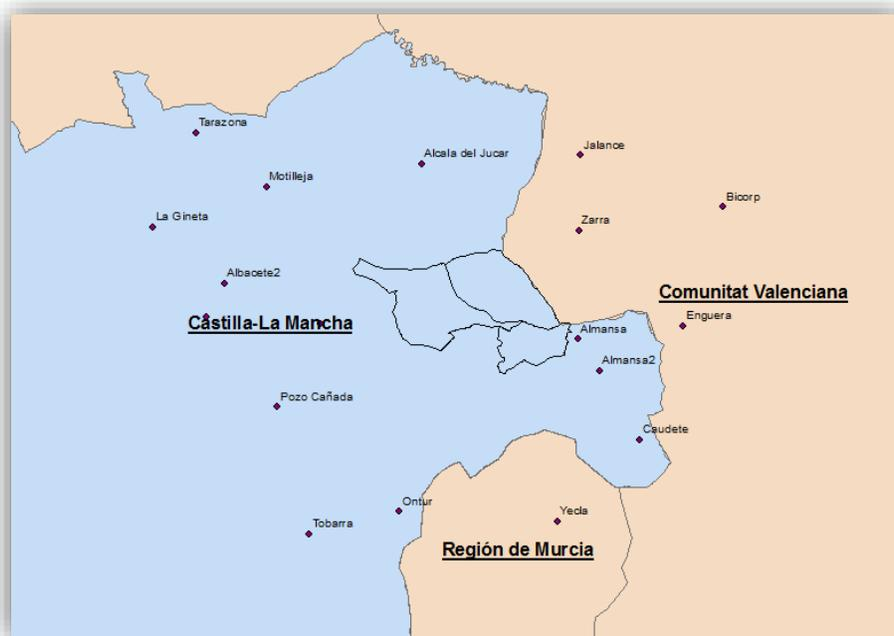 Tarazona
Alcala del Jucar
Jalance
Motilleja
Bicorp
La Gineta
Zarra
Albacete2
Comunitat Valenciana
Castilla-La Mancha
Enguera
Almansa
Almansa2
Pozo Cañada
Caudete
Ontur
Yecla
Tobarra
Región de Murcia